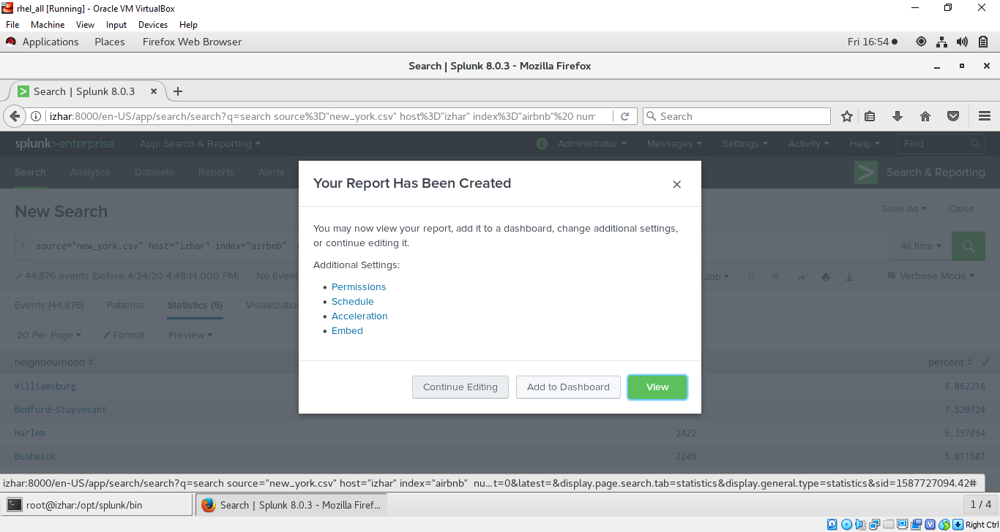 rhel_all [Running] - Oracle VM VirtualBox
File Machine View Input Devices Help
Applications Places Firefox Web Browser Fri 16:54
Search | Splunk 8.0.3 - Mozilla Firefox
Search | Splunk 8.0.3
izhar:8000/en-US/app/search/search?q=search source%3D"new_york.csv" host%3D"izhar" index%3D"airbnb"%20 num Search
splunk>enterprise App: Search & Reporting Administrator Messages Settings Activity Help Find
Search Analytics Datasets Reports Alerts Search & Reporting
New Search Save As Close
1 source="new_york.csv" host="izhar" index="airbnb" All time
44,876 events (before 4/24/20 4:48:14.000 PM) No Event Job Verbose Mode
Events (44,876) Patterns Statistics (5) Visualizatio
20 Per Page Format Preview
neighbourhood percent
Williamsburg 8.062216
Bedford-Stuyvesant 7.520724
Harlem 2422 5.397094
Bushwick 2249 5.011587
Your Report Has Been Created
You may now view your report, add it to a dashboard, change additional settings,
or continue editing it.
Additional Settings:
Permissions
Schedule
Acceleration
Embed
Continue Editing Add to Dashboard View
izhar:8000/en-US/app/search/search?q=search source="new_york.csv" host="izhar" index="airbnb" nu...t=0&latest=&display.page.search.tab=statistics&display.general.type=statistics&sid=1587727094.42#
root@izhar:/opt/splunk/bin Search | Splunk 8.0.3 - Mozilla Firef... 1 / 4
Right Ctrl